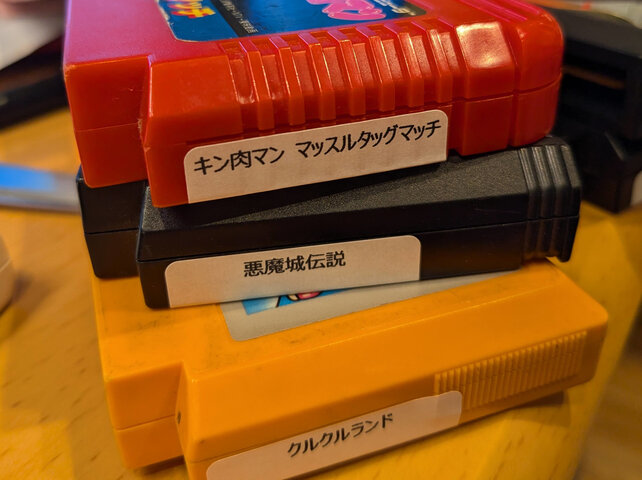 キン肉マン マッスルタッグマッチ
悪魔城伝説
クルクルランド